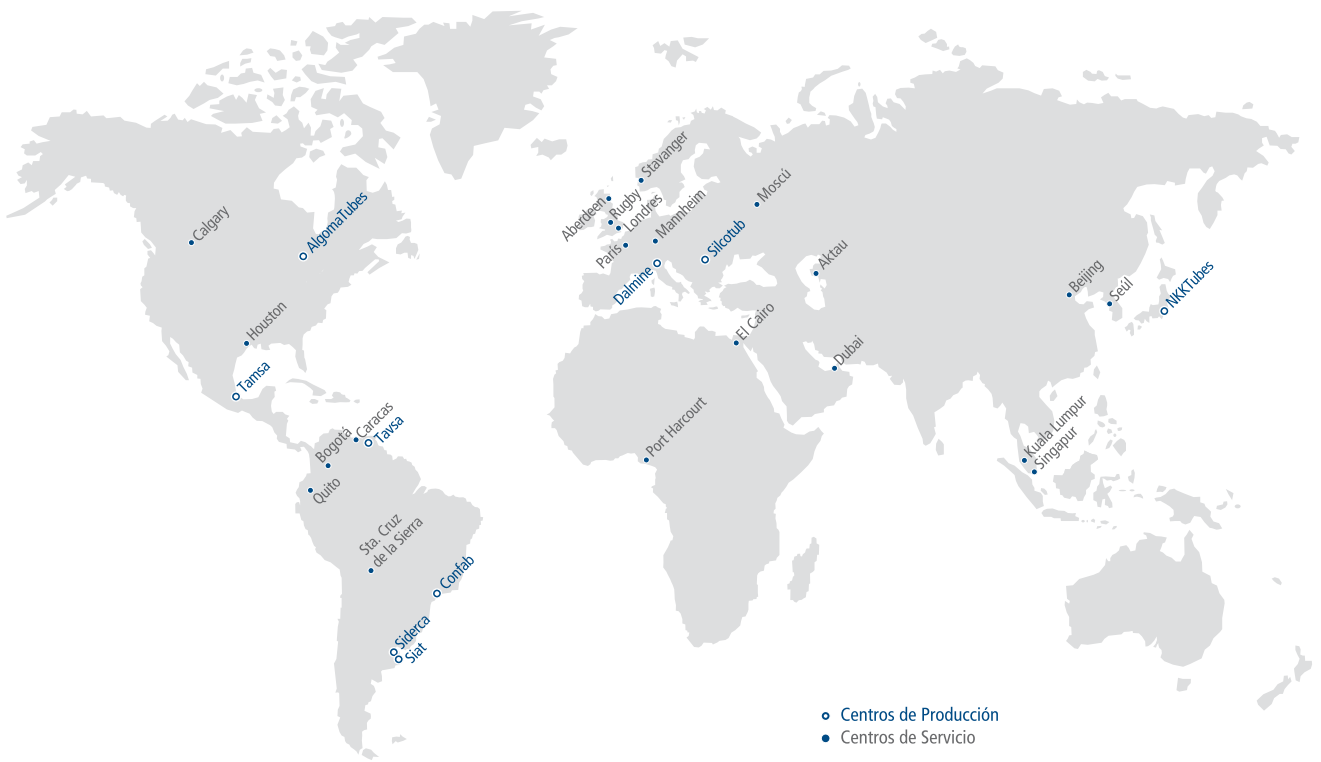 Stavanger
Aberdeen
Rugby
Londres
Mannheim
Moscú
París
Dalmine
Silcotub
Aktau
Calgary
AlgomaTubes
Houston
Tamsa
El Cairo
Dubai
Beijing
Seúl
NKKTubes
Bogotá
Caracas
Tavsa
Quito
Port Harcourt
Kuala Lumpur
Singapur
Sta. Cruz
de la Sierra
Confab
Siderca
Siat
Centros de Producción
Centros de Servicio